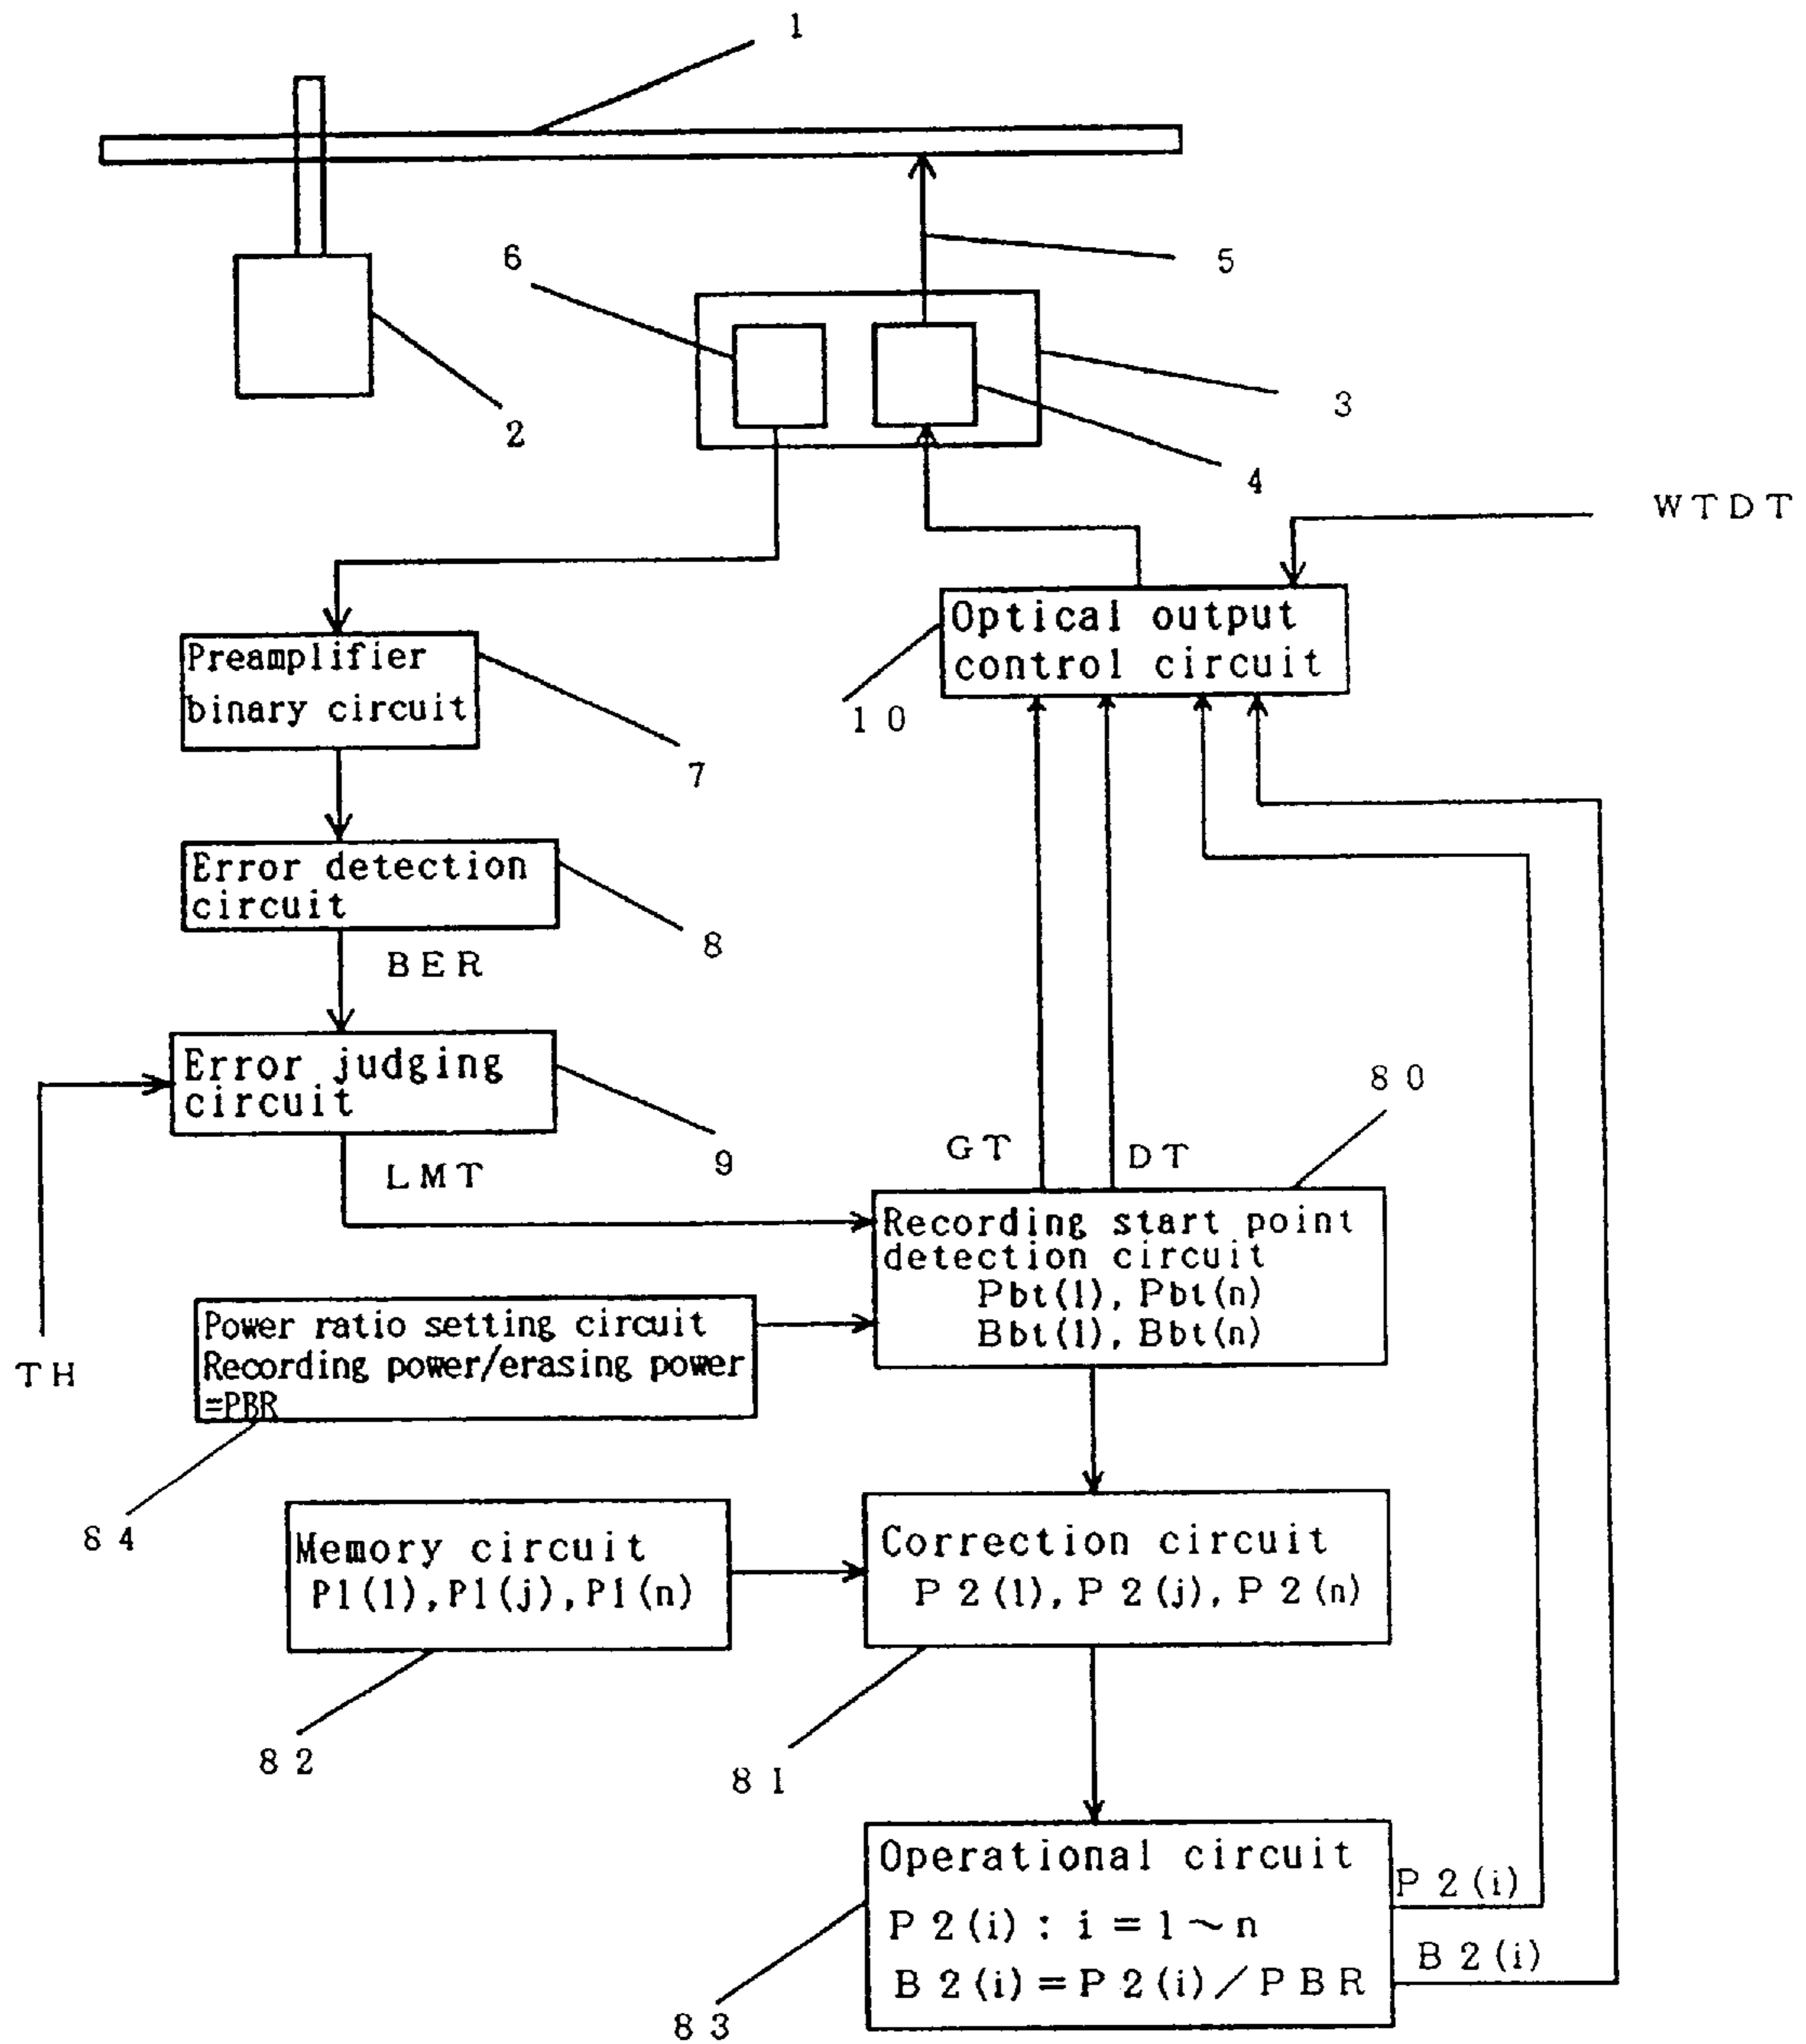 1
6
5
2
3
4
WTDT
Optical output
control circuit
10
Preamplifier
binary circuit
7
Error detection
circuit
8
BER
Error judging
circuit
9
80
LMT
GT
DT
Recording start point
detection circuit
Pbt(1), Pbt(n)
Bbt(1), Bbt(n)
TH
Power ratio setting circuit
Recording power/erasing power
=PBR
84
Memory circuit
P1(1), P1(j), P1(n)
82
Correction circuit
P2(1), P2(j), P2(n)
81
Operational circuit
P2(i) : i = 1 ~ n
B2(i) = P2(i) / PBR
P2(i)
B2(i)
83